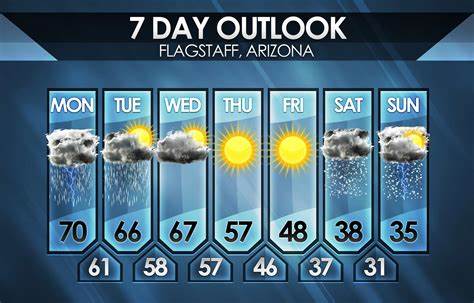 7 DAY OUTLOOK
FLAGSTAFF, ARIZONA
MON TUE WED THU FRI SAT SUN
70 66 67 57 48 38 35
61 58 57 46 37 31